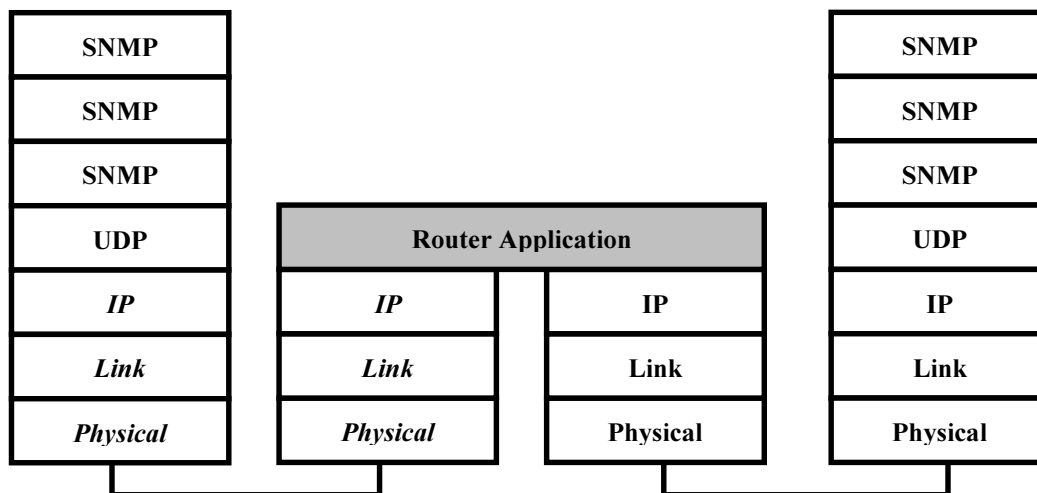 SNMP SNMP
SNMP SNMP
SNMP SNMP
UDP Router Application UDP
IP IP IP IP
Link Link Link Link
Physical Physical Physical Physical